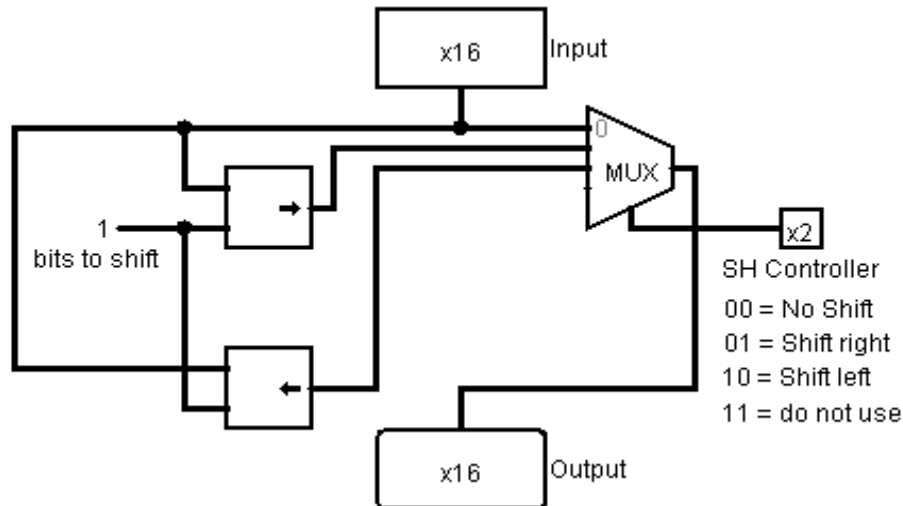 x16
Input
0
MUX
1
bits to shift
x2
SH Controller
00 = No Shift
01 = Shift right
10 = Shift left
11 = do not use
x16
Output